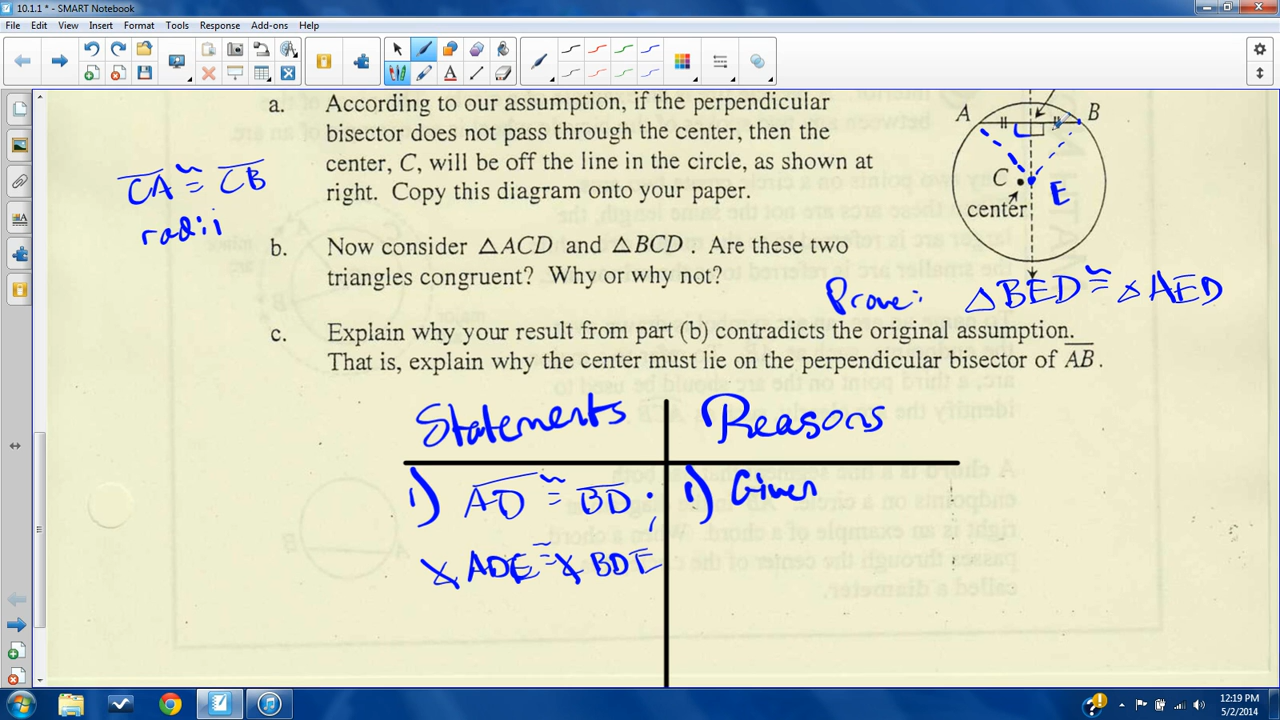 10.1.1 * - SMART Notebook
File Edit View Insert Format Tools Response Add-ons Help
a. According to our assumption, if the perpendicular
bisector does not pass through the center, then the
center, C, will be off the line in the circle, as shown at
right. Copy this diagram onto your paper.
A
B
C
center
E
CA ≅ CB
radii
b. Now consider △ACD and △BCD. Are these two
triangles congruent? Why or why not?
Prove: △BED ≅ △AED
c. Explain why your result from part (b) contradicts the original assumption.
That is, explain why the center must lie on the perpendicular bisector of AB.
Statements Reasons
1) AD ≅ BD ; 1) Given
∡ ADE ≅ ∡ BDE
12:19 PM
5/2/2014